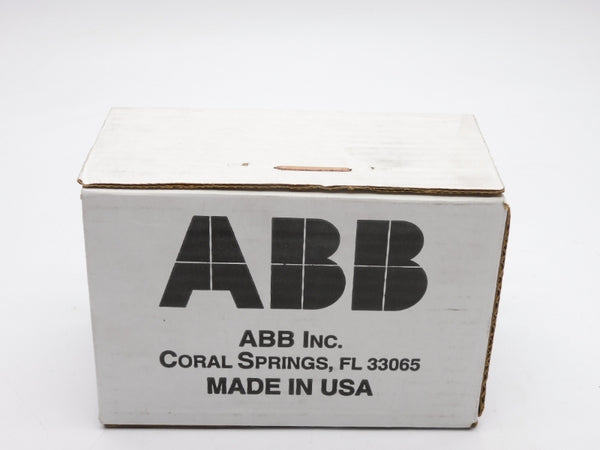 ABB
ABB INC.
CORAL SPRINGS, FL 33065
MADE IN USA